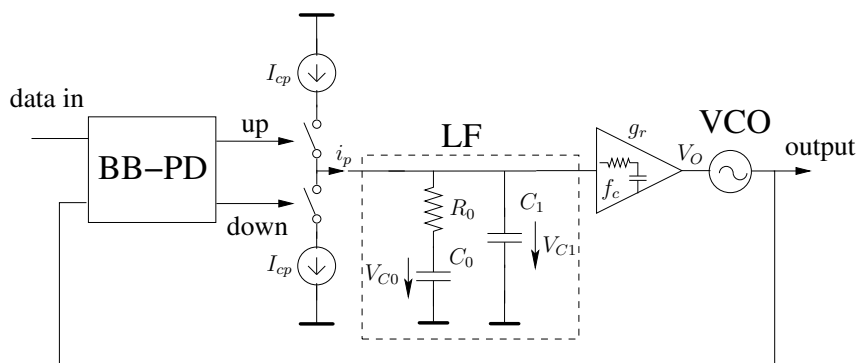 I_cp
data in
up
BB-PD
down
I_cp
i_p
LF
R_0
C_0
V_C0
C_1
V_C1
g_r
f_c
V_O
VCO
output